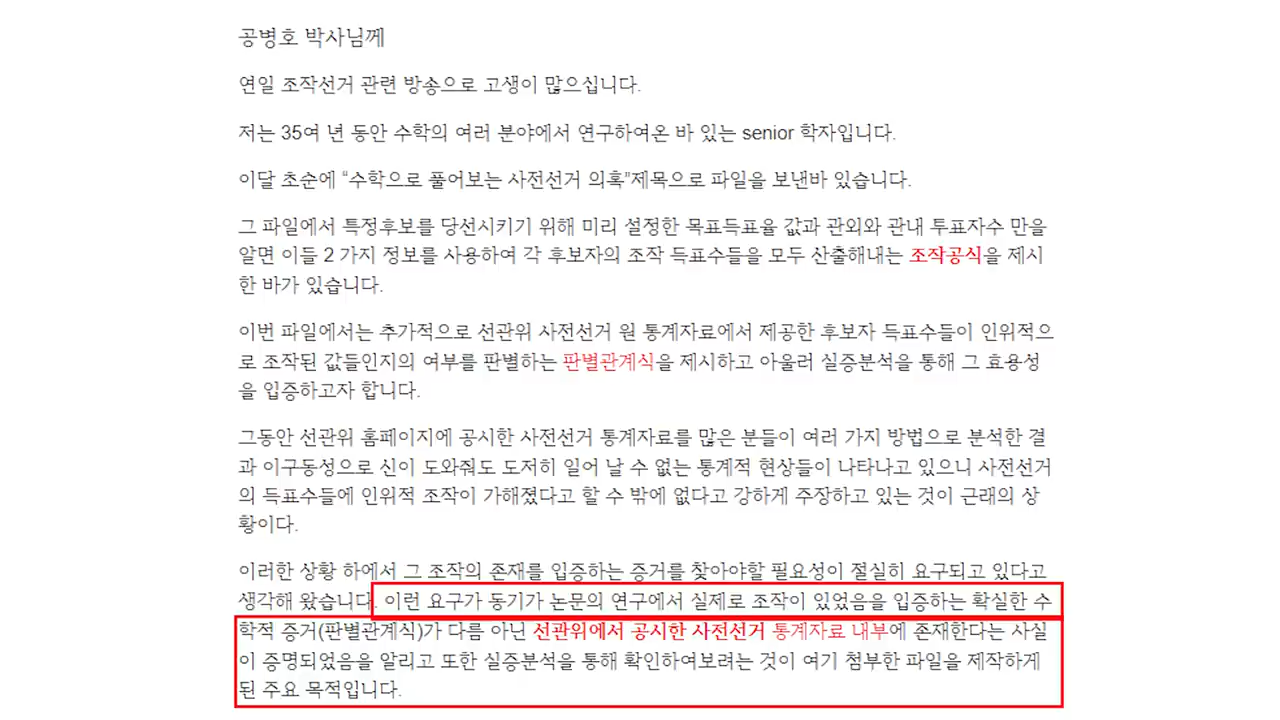 공병호 박사님께
연일 조작선거 관련 방송으로 고생이 많으십니다.
저는 35여 년 동안 수학의 여러 분야에서 연구하여온 바 있는 senior 학자입니다.
이달 초순에 “수학으로 풀어보는 사전선거 의혹”제목으로 파일을 보낸바 있습니다.
그 파일에서 특정후보를 당선시키기 위해 미리 설정한 목표득표율 값과 관외와 관내 투표자수 만을
알면 이들 2 가지 정보를 사용하여 각 후보자의 조작 득표수들을 모두 산출해내는 조작공식을 제시
한 바가 있습니다.
이번 파일에서는 추가적으로 선관위 사전선거 원 통계자료에서 제공한 후보자 득표수들이 인위적으
로 조작된 값들인지의 여부를 판별하는 판별관계식을 제시하고 아울러 실증분석을 통해 그 효용성
을 입증하고자 합니다.
그동안 선관위 홈페이지에 공시한 사전선거 통계자료를 많은 분들이 여러 가지 방법으로 분석한 결
과 이구동성으로 신이 도와줘도 도저히 일어 날 수 없는 통계적 현상들이 나타나고 있으니 사전선거
의 득표수들에 인위적 조작이 가해졌다고 할 수 밖에 없다고 강하게 주장하고 있는 것이 근래의 상
황이다.
이러한 상황 하에서 그 조작의 존재를 입증하는 증거를 찾아야할 필요성이 절실히 요구되고 있다고
생각해 왔습니다. 이런 요구가 동기가 논문의 연구에서 실제로 조작이 있었음을 입증하는 확실한 수
학적 증거(판별관계식)가 다름 아닌 선관위에서 공시한 사전선거 통계자료 내부에 존재한다는 사실
이 증명되었음을 알리고 또한 실증분석을 통해 확인하여보려는 것이 여기 첨부한 파일을 제작하게
된 주요 목적입니다.